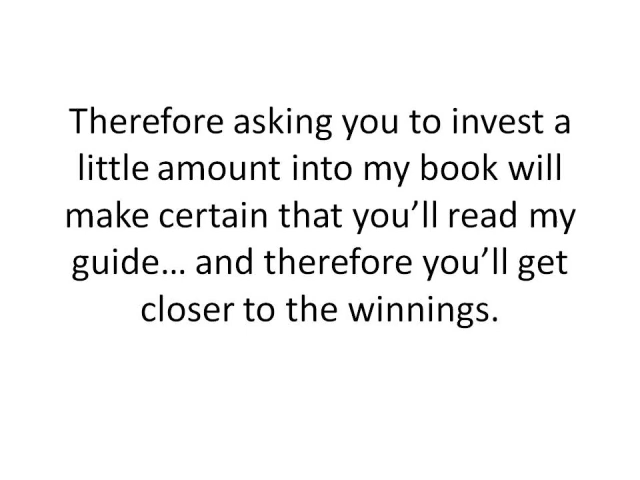 Therefore asking you to invest a
little amount into my book will
make certain that you’ll read my
guide… and therefore you’ll get
closer to the winnings.